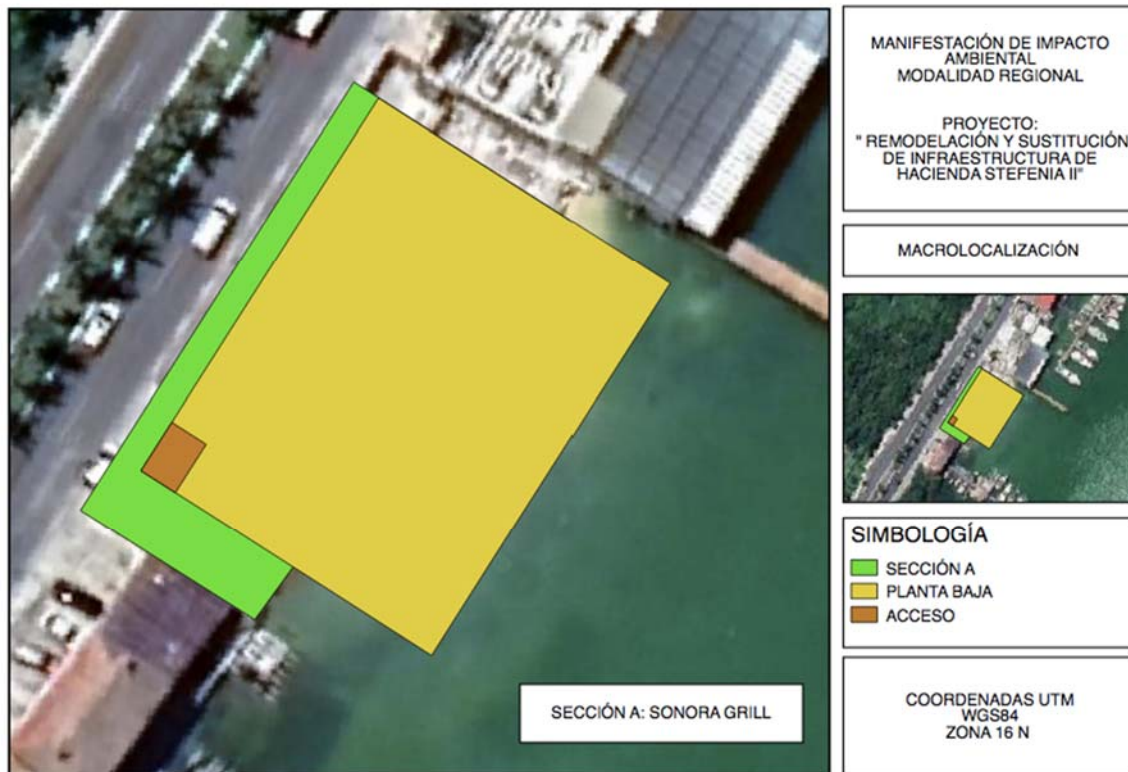 MANIFESTACIÓN DE IMPACTO
AMBIENTAL
MODALIDAD REGIONAL
PROYECTO:
" REMODELACIÓN Y SUSTITUCIÓN
DE INFRAESTRUCTURA DE
HACIENDA STEFENIA II"
MACROLOCALIZACIÓN
SIMBOLOGÍA
SECCIÓN A
PLANTA BAJA
ACCESO
SECCIÓN A: SONORA GRILL
COORDENADAS UTM
WGS84
ZONA 16 N